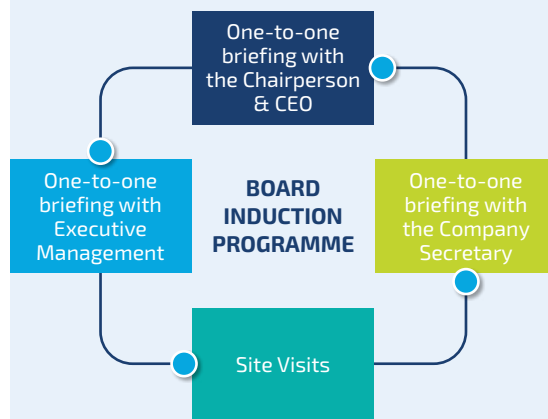 One-to-one
briefing with
the Chairperson
& CEO
One-to-one
briefing with
Executive
Management
BOARD
INDUCTION
PROGRAMME
One-to-one
briefing with
the Company
Secretary
Site Visits